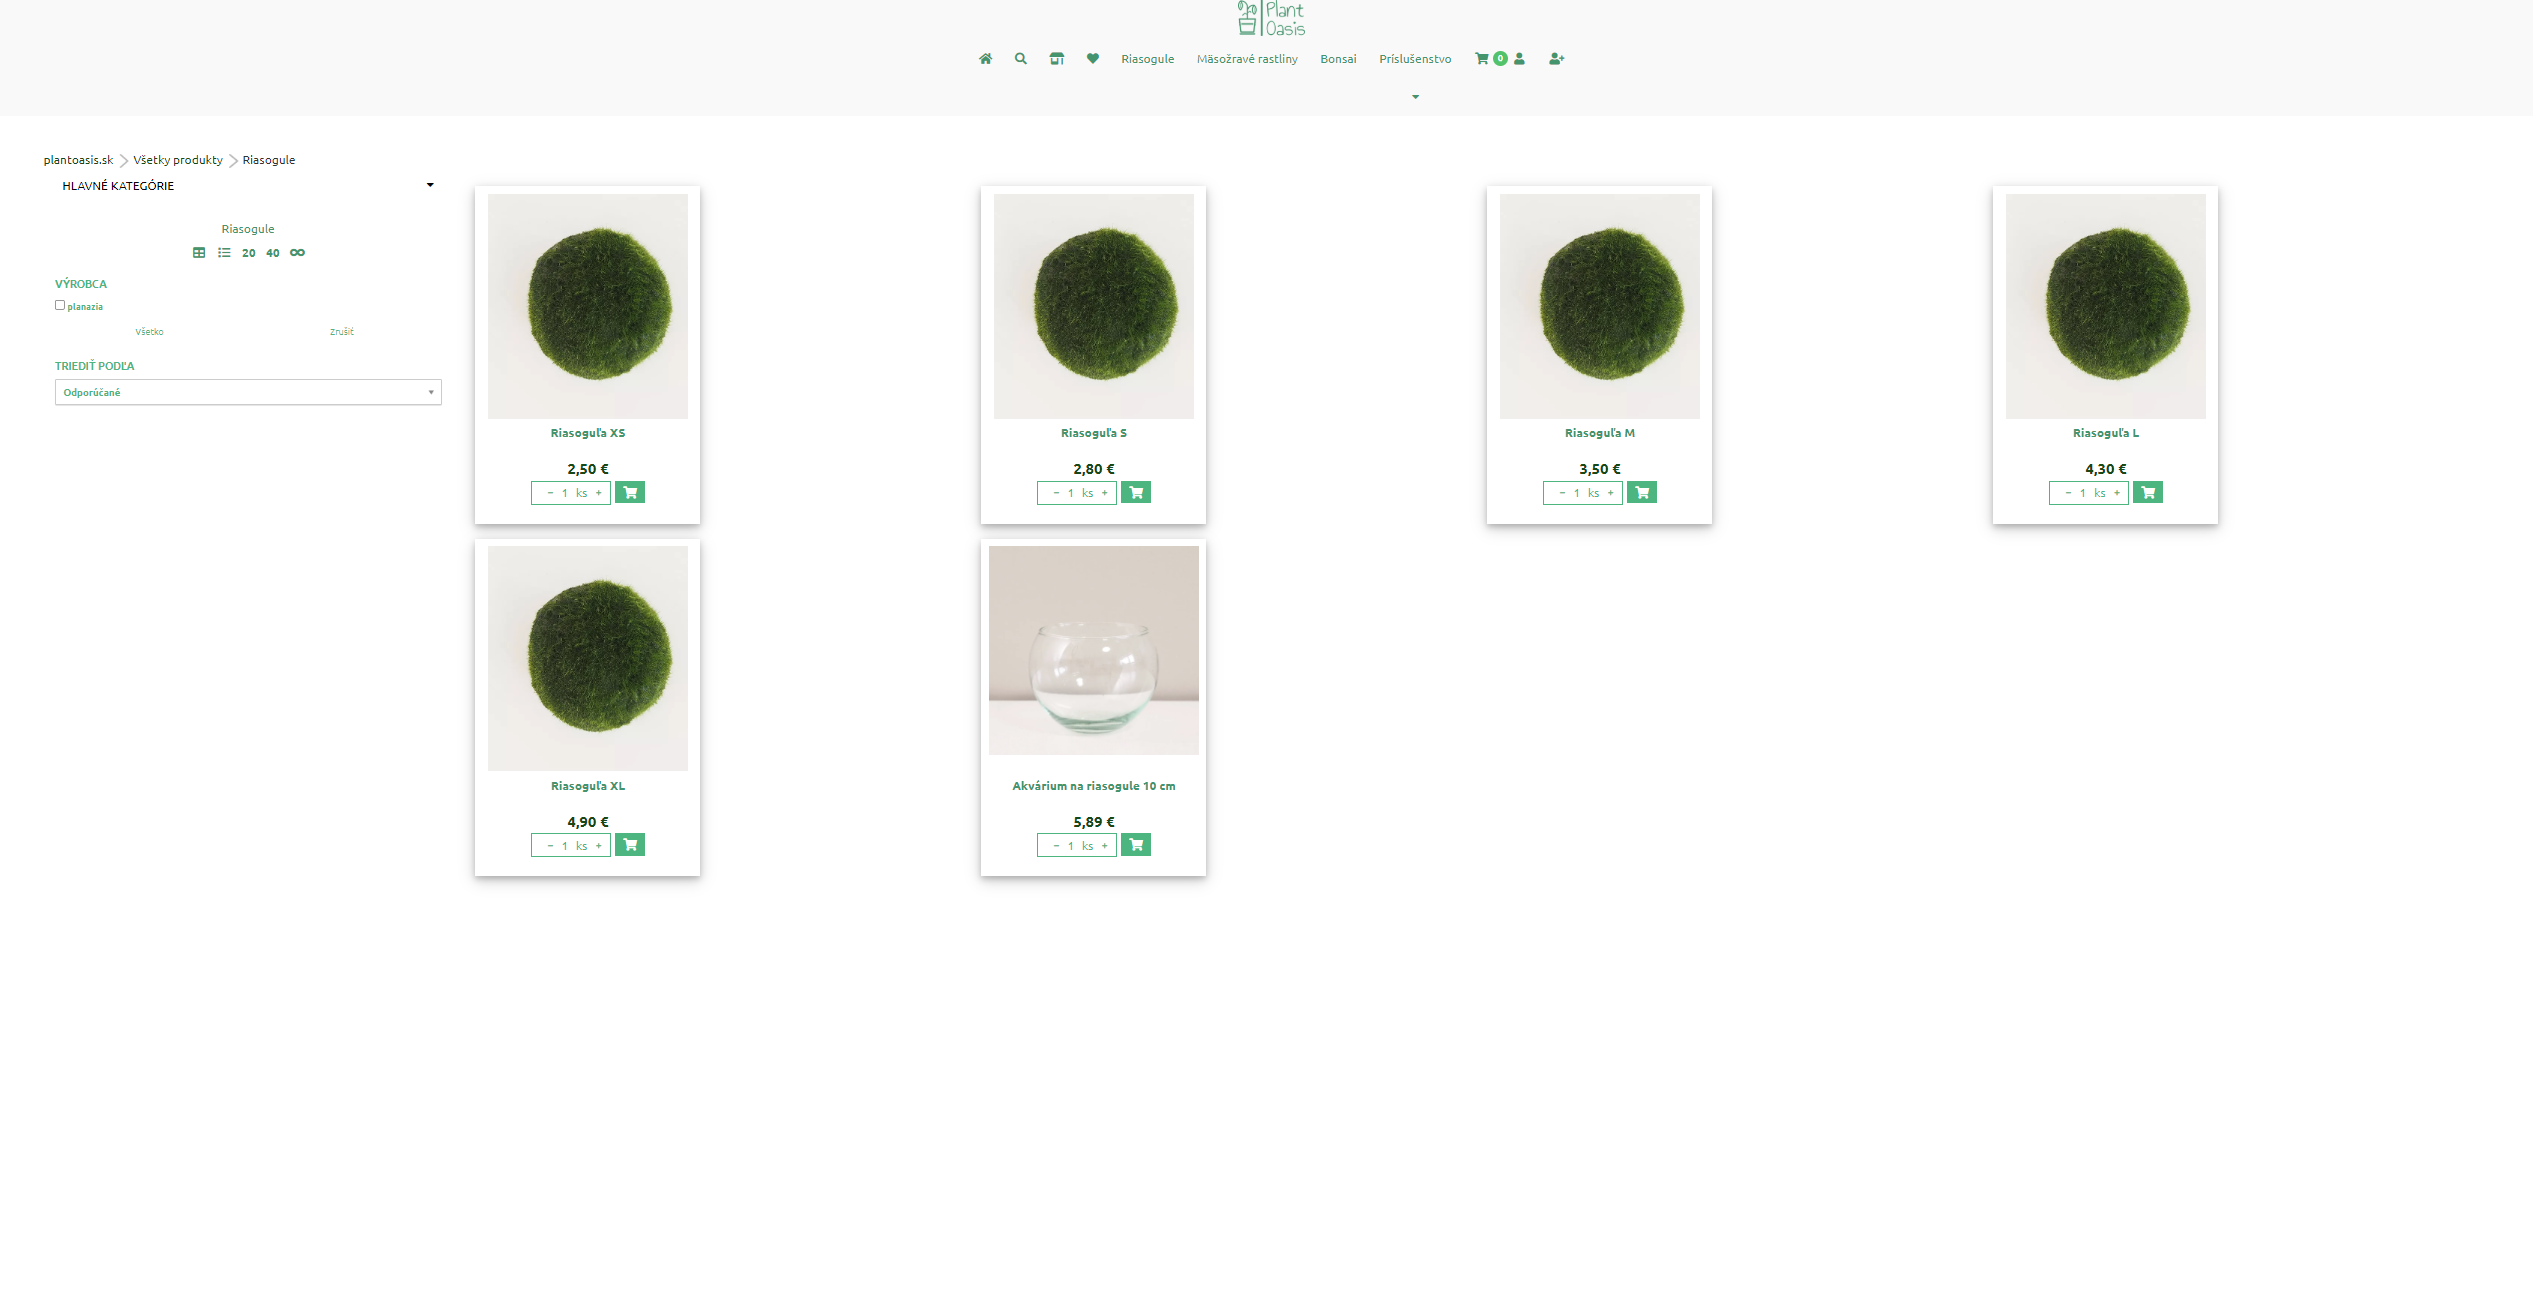 Plant
Oasis
Riasogule Mäsožravé rastliny Bonsai Príslušenstvo 0
plantoasis.sk Všetky produkty Riasogule
HLAVNÉ KATEGÓRIE
Riasogule
20 40
VÝROBCA
planazia
Všetko Zrušiť
TRIEDIŤ PODĽA
Odporúčané
Riasoguľa XS
2,50 €
− 1 ks +
Riasoguľa S
2,80 €
− 1 ks +
Riasoguľa M
3,50 €
− 1 ks +
Riasoguľa L
4,30 €
− 1 ks +
Riasoguľa XL
4,90 €
− 1 ks +
Akvárium na riasogule 10 cm
5,89 €
− 1 ks +